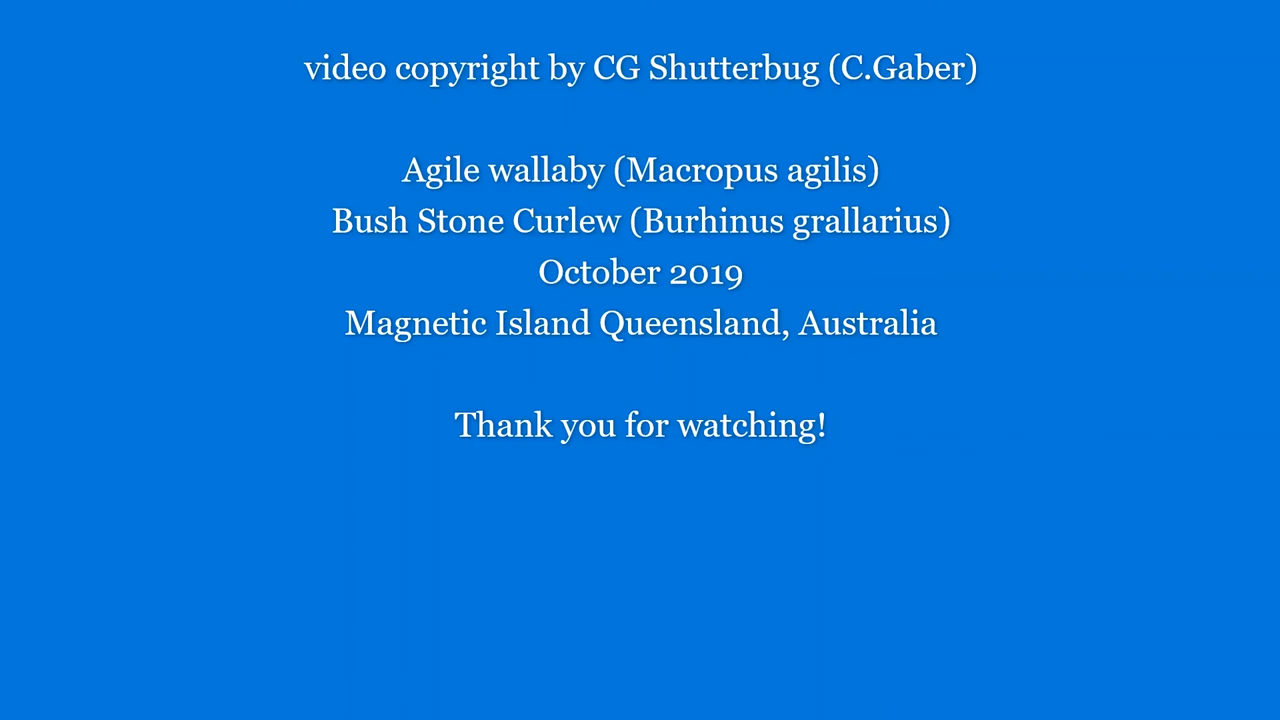 video copyright by CG Shutterbug (C.Gaber)
Agile wallaby (Macropus agilis)
Bush Stone Curlew (Burhinus grallarius)
October 2019
Magnetic Island Queensland, Australia
Thank you for watching!